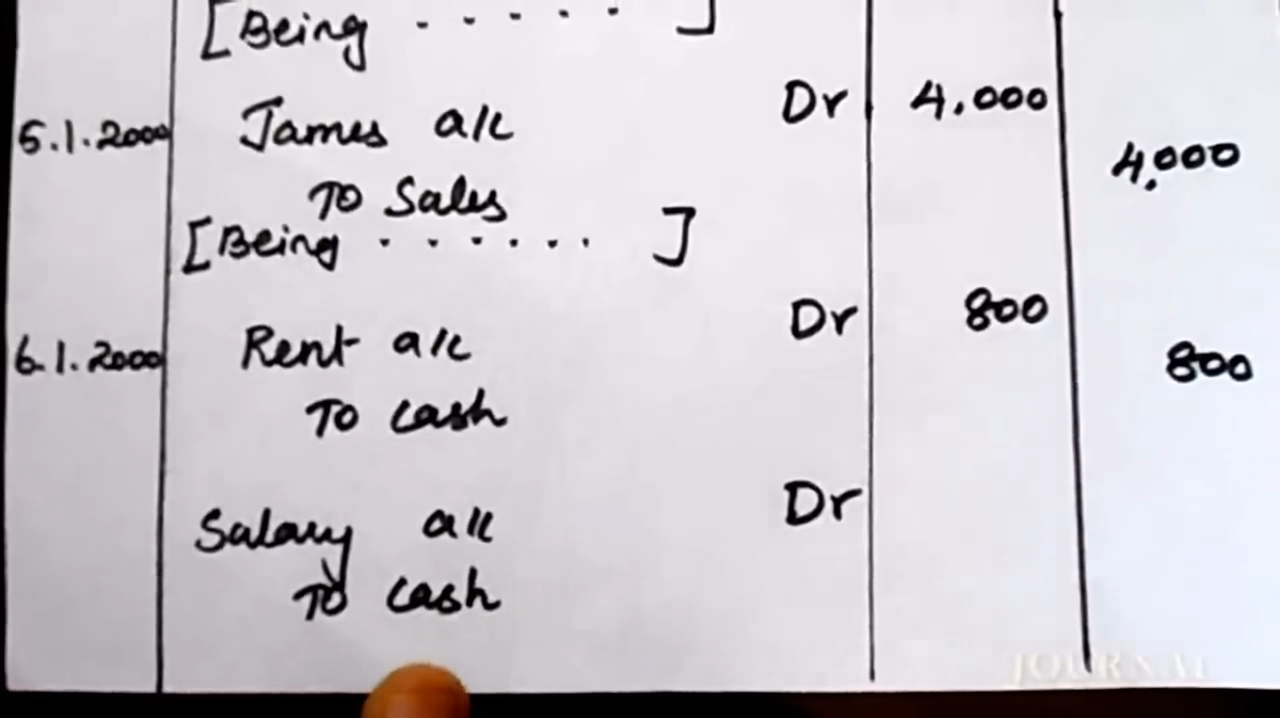 [Being - - - - - ]
5.1.2000 James a/c Dr 4,000
To Sales 4,000
[Being - - - - - - ]
6.1.2000 Rent a/c Dr 800
To cash 800
Salary a/c Dr
To cash
JOURNAL